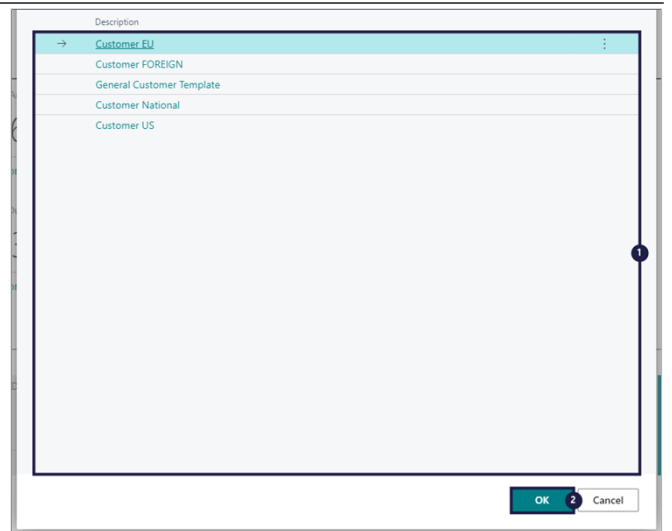 Description
Customer EU
Customer FOREIGN
General Customer Template
Customer National
Customer US
1
OK 2 Cancel